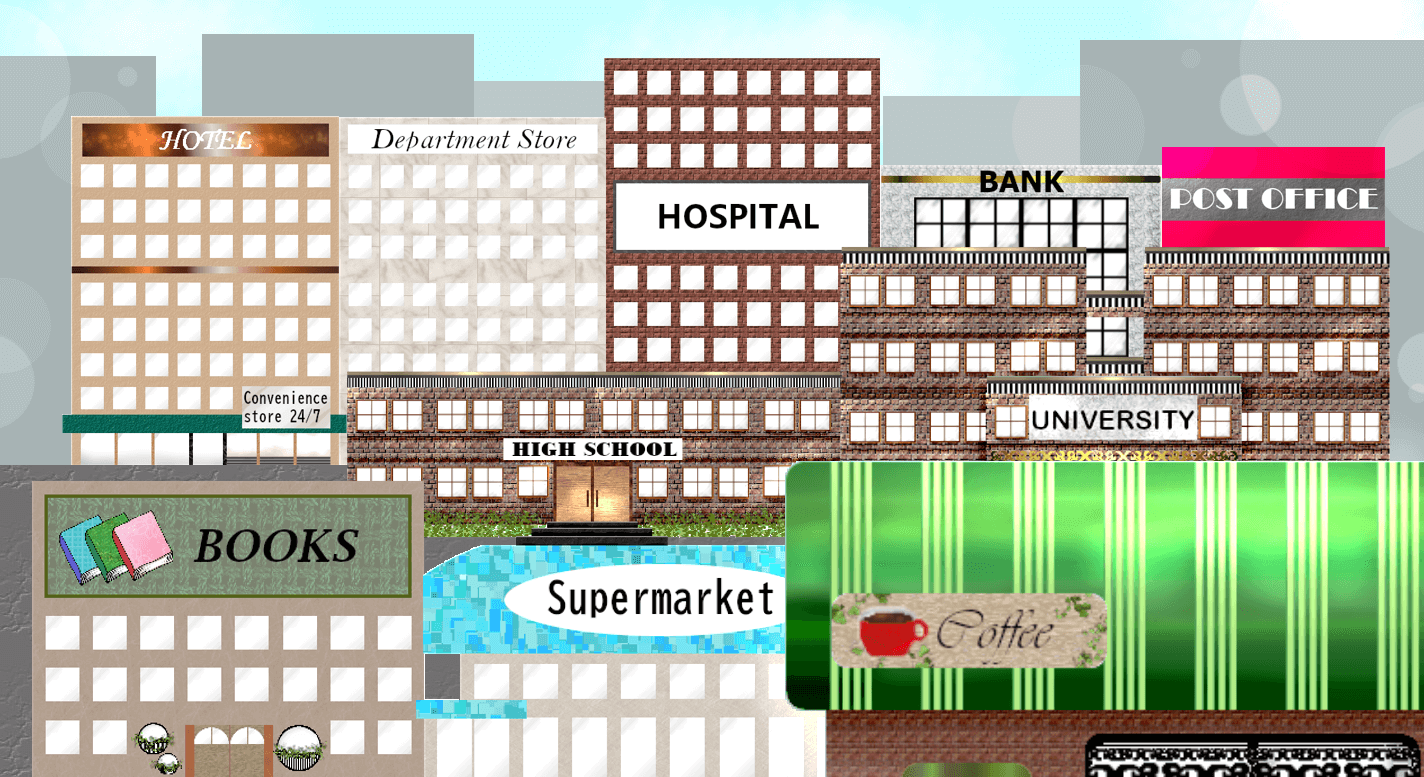 HOTEL
Department Store
HOSPITAL
BANK
POST OFFICE
Convenience
store 24/7
HIGH SCHOOL
UNIVERSITY
BOOKS
Supermarket
Coffee